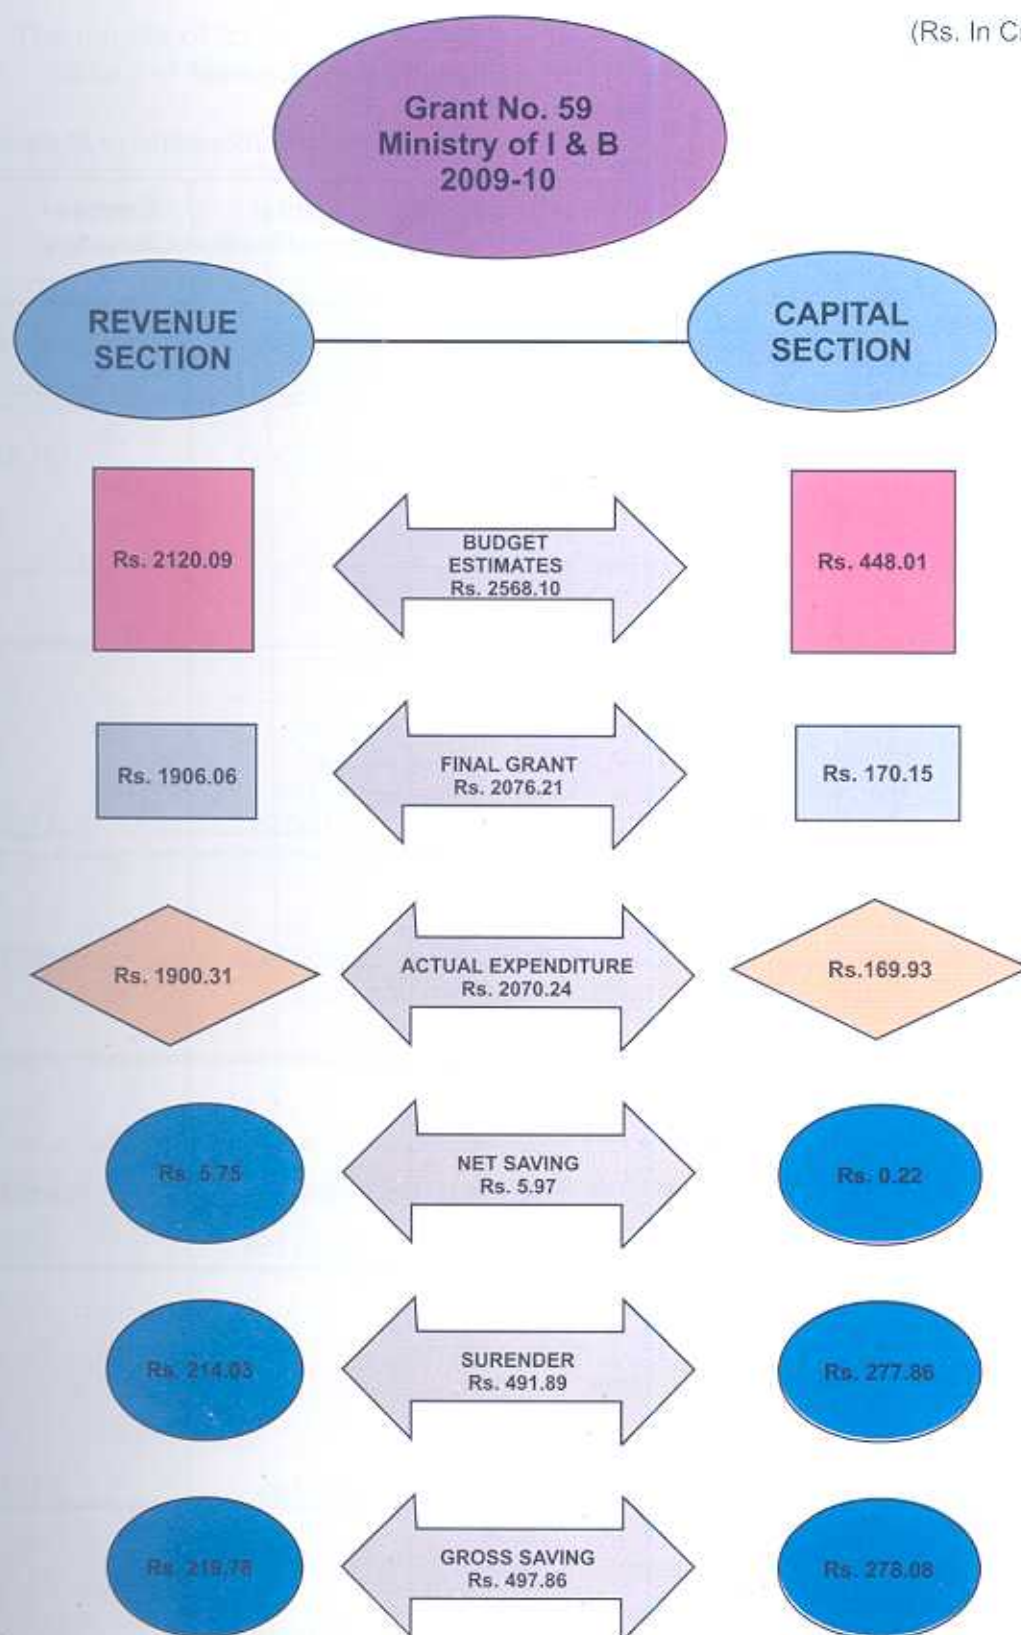 (Rs. In
Grant No. 59
Ministry of I & B
2009-10
REVENUE
SECTION
CAPITAL
SECTION
Rs. 2120.09
BUDGET
ESTIMATES
Rs. 2568.10
Rs. 448.01
Rs. 1906.06
FINAL GRANT
Rs. 2076.21
Rs. 170.15
Rs. 1900.31
ACTUAL EXPENDITURE
Rs. 2070.24
Rs.169.93
Rs. 5.75
NET SAVING
Rs. 5.97
Rs. 0.22
Rs. 214.03
SURENDER
Rs. 491.89
Rs. 277.86
Rs. 219.78
GROSS SAVING
Rs. 497.86
Rs. 278.08